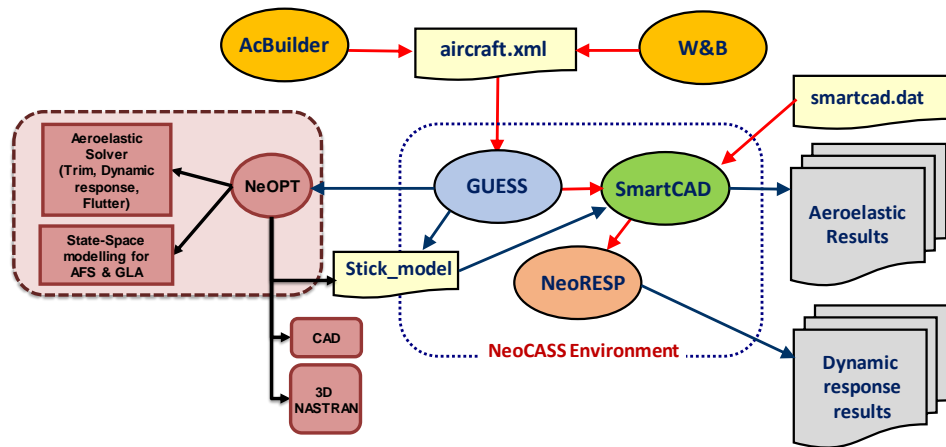 AcBuilder
aircraft.xml
W&B
smartcad.dat
Aeroelastic
Solver
(Trim, Dynamic
response,
Flutter)
NeOPT
GUESS
SmartCAD
Aeroelastic
Results
State-Space
modelling for
AFS & GLA
Stick_model
NeoRESP
CAD
NeoCASS Environment
3D
NASTRAN
Dynamic
response
results